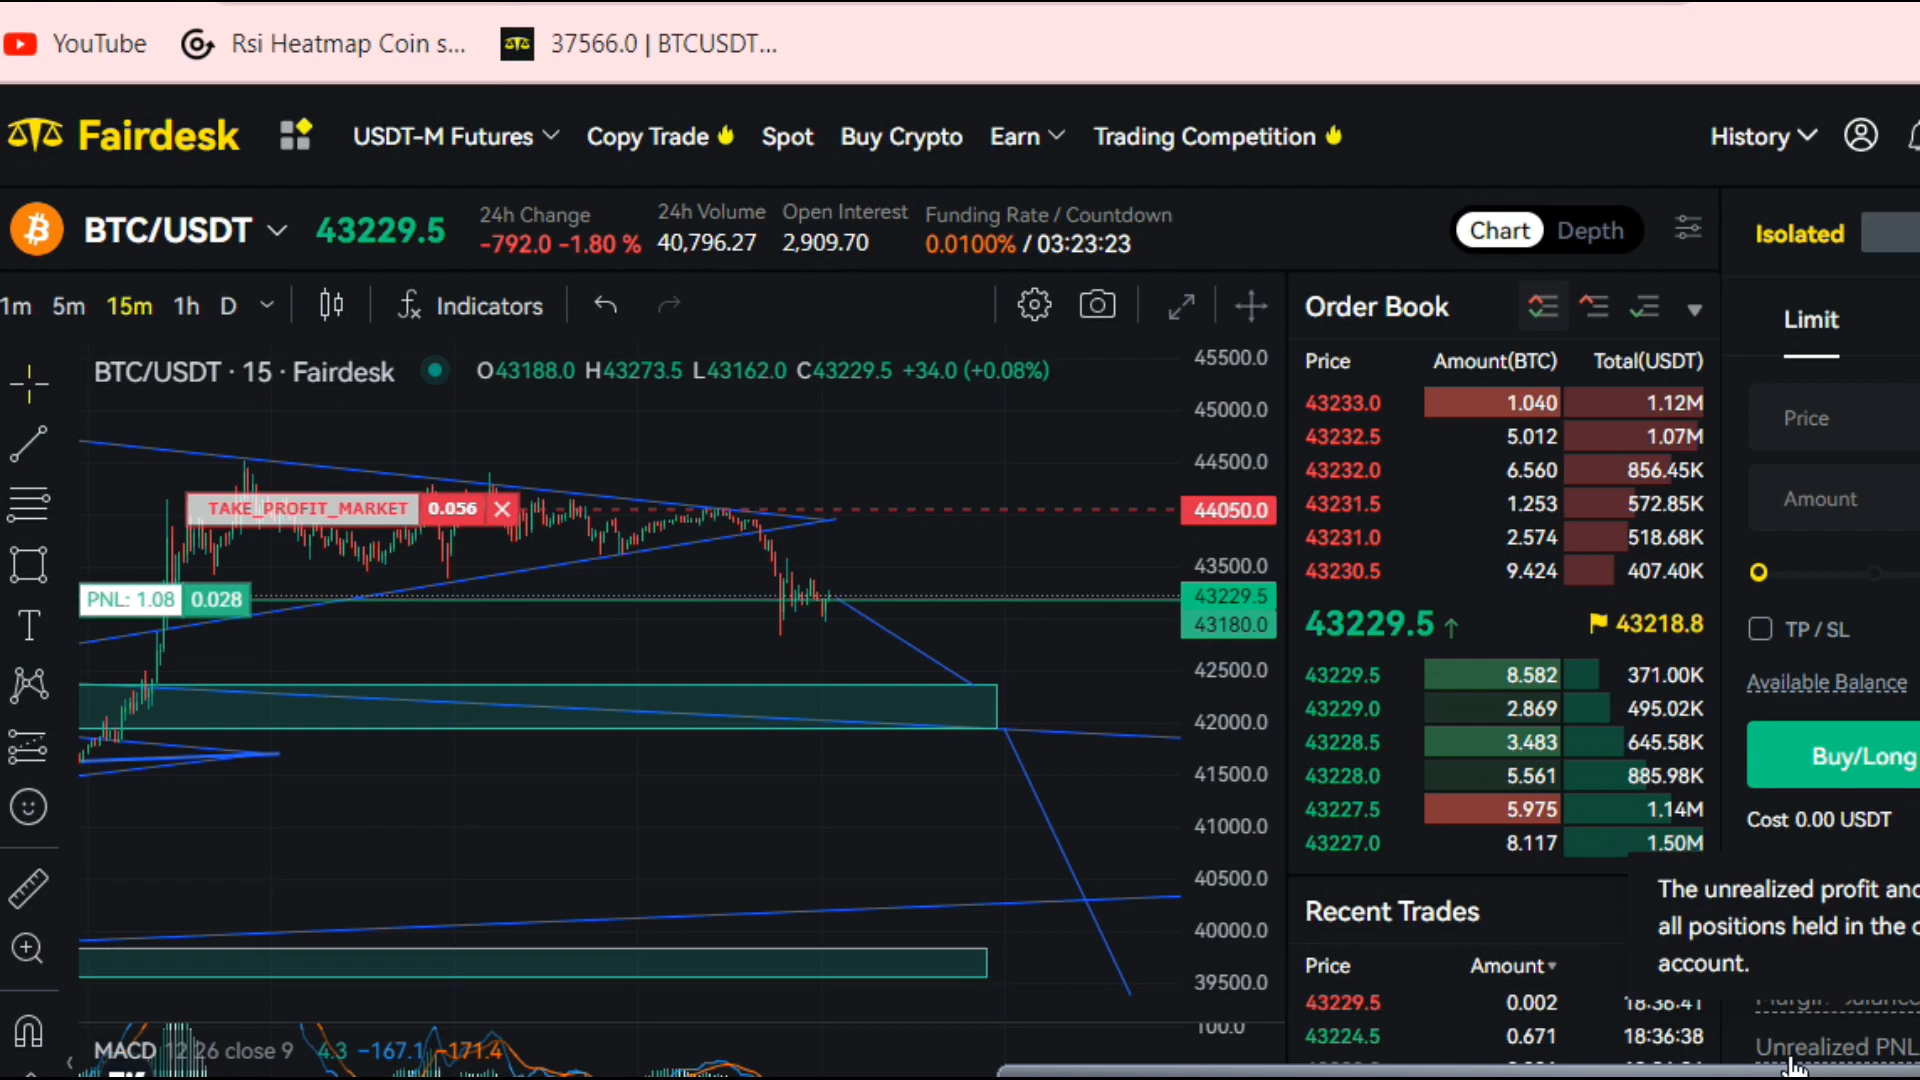 YouTube
Rsi Heatmap Coin s...
37566.0 | BTCUSDT...
Fairdesk
USDT-M Futures
Copy Trade
Spot
Buy Crypto
Earn
Trading Competition
History
BTC/USDT
43229.5
24h Change
-792.0 -1.80 %
24h Volume
40,796.27
Open Interest
2,909.70
Funding Rate / Countdown
0.0100% / 03:23:23
Chart
Depth
Isolated
1m 5m 15m 1h D
Indicators
BTC/USDT · 15 · Fairdesk
O43188.0 H43273.5 L43162.0 C43229.5 +34.0 (+0.08%)
TAKE_PROFIT_MARKET 0.056
PNL: 1.08 0.028
45500.0
45000.0
44500.0
44050.0
43500.0
43229.5
43180.0
42500.0
42000.0
41500.0
41000.0
40500.0
40000.0
39500.0
100.0
MACD 12 26 close 9 4.3 −167.1 −171.4
Order Book
Price Amount(BTC) Total(USDT)
43233.0 1.040 1.12M
43232.5 5.012 1.07M
43232.0 6.560 856.45K
43231.5 1.253 572.85K
43231.0 2.574 518.68K
43230.5 9.424 407.40K
43229.5↑ 43218.8
43229.5 8.582 371.00K
43229.0 2.869 495.02K
43228.5 3.483 645.58K
43228.0 5.561 885.98K
43227.5 5.975 1.14M
43227.0 8.117 1.50M
Recent Trades
Price Amount
43229.5 0.002 18:36:41
43224.5 0.671 18:36:38
Limit
Price
Amount
TP / SL
Available Balance
Buy/Long
Cost 0.00 USDT
The unrealized profit and
all positions held in the
account.
Margin Balance
Unrealized PNL